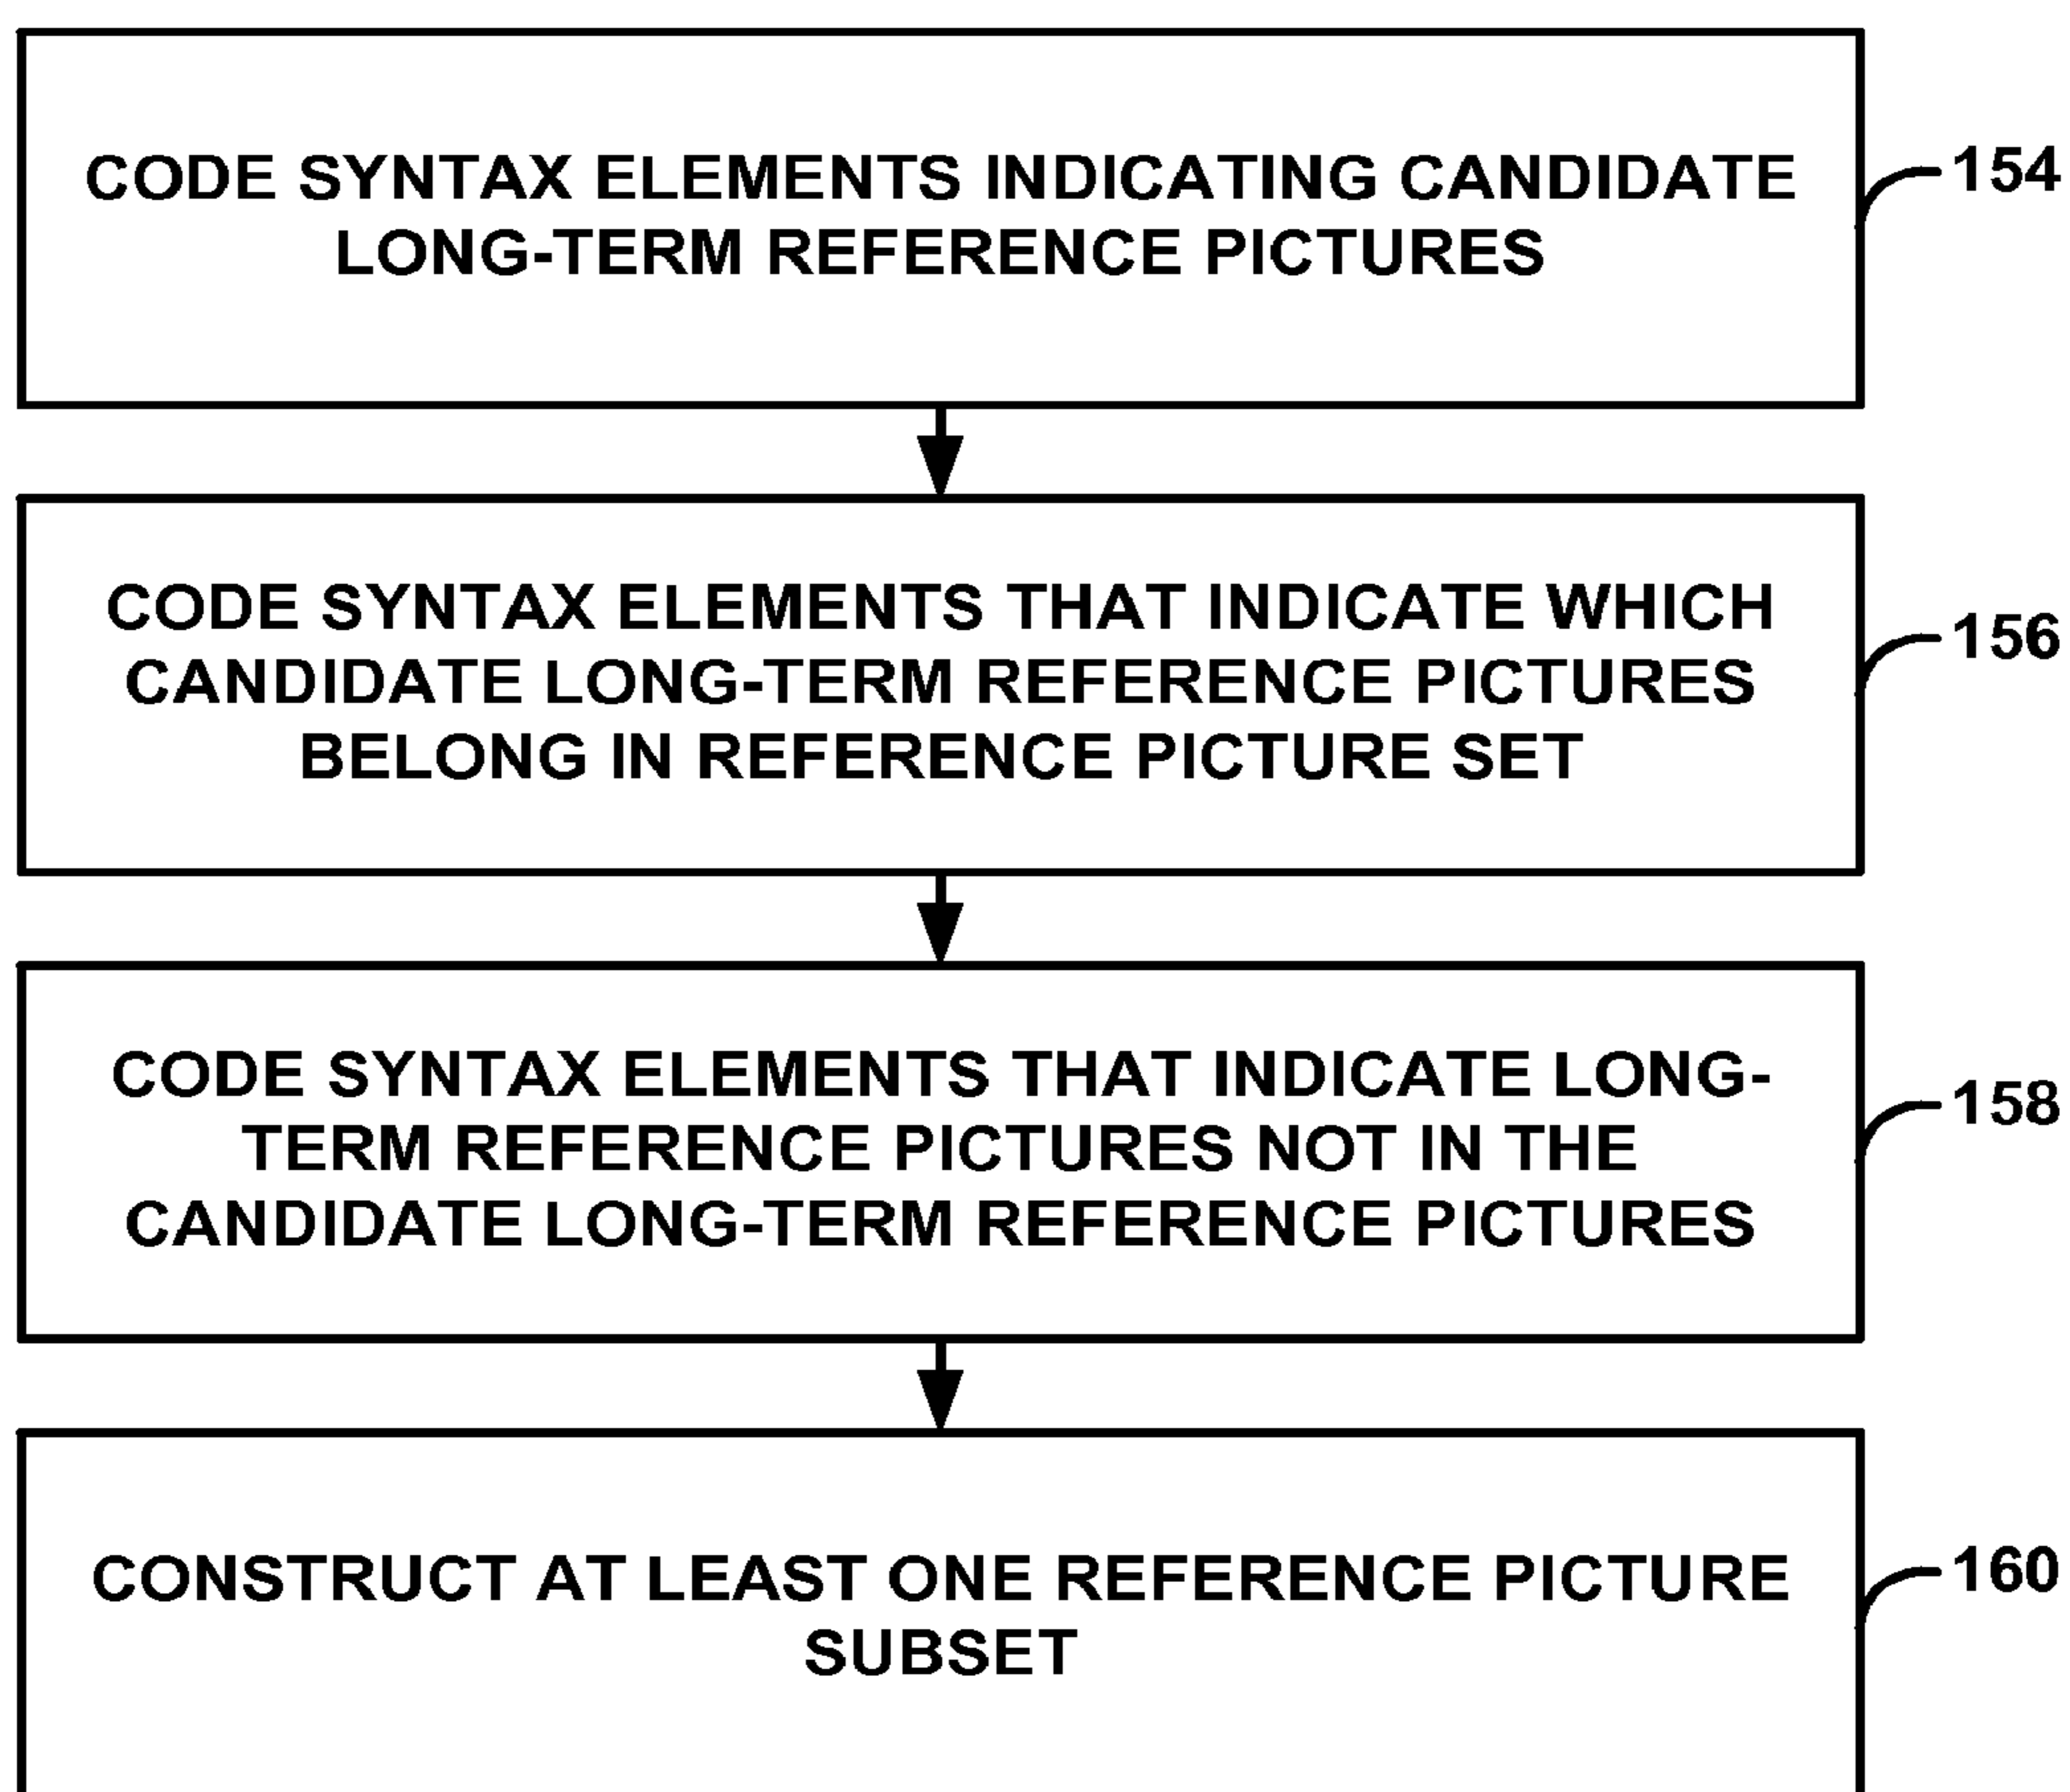 CODE SYNTAX ELEMENTS INDICATING CANDIDATE
LONG-TERM REFERENCE PICTURES
154
CODE SYNTAX ELEMENTS THAT INDICATE WHICH
CANDIDATE LONG-TERM REFERENCE PICTURES
BELONG IN REFERENCE PICTURE SET
156
CODE SYNTAX ELEMENTS THAT INDICATE LONG-
TERM REFERENCE PICTURES NOT IN THE
CANDIDATE LONG-TERM REFERENCE PICTURES
158
CONSTRUCT AT LEAST ONE REFERENCE PICTURE
SUBSET
160